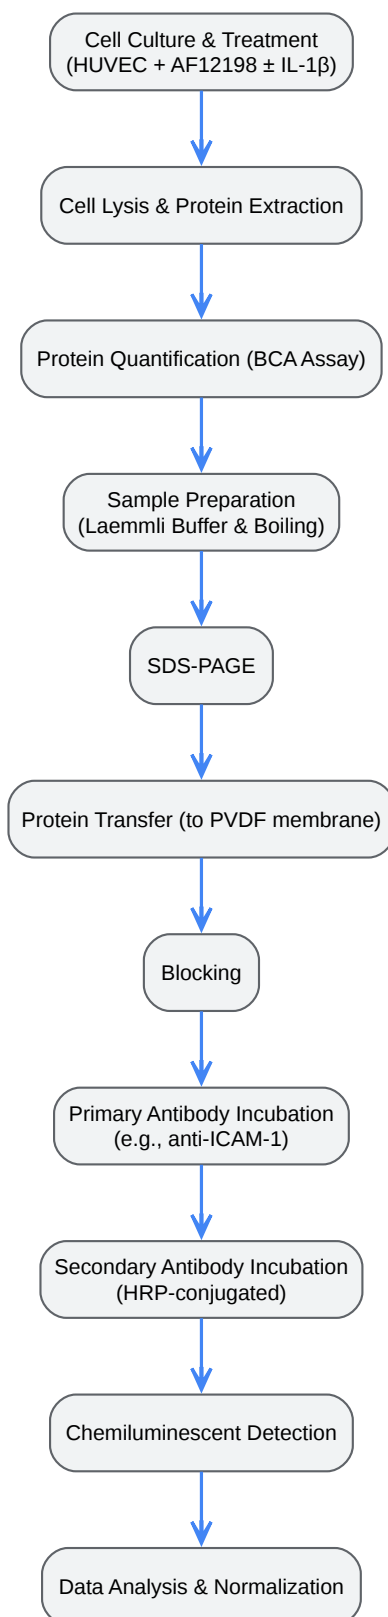 Cell Culture & Treatment
(HUVEC + AF12198 ± IL-1β)
Cell Lysis & Protein Extraction
Protein Quantification (BCA Assay)
Sample Preparation
(Laemmli Buffer & Boiling)
SDS-PAGE
Protein Transfer (to PVDF membrane)
Blocking
Primary Antibody Incubation
(e.g., anti-ICAM-1)
Secondary Antibody Incubation
(HRP-conjugated)
Chemiluminescent Detection
Data Analysis & Normalization